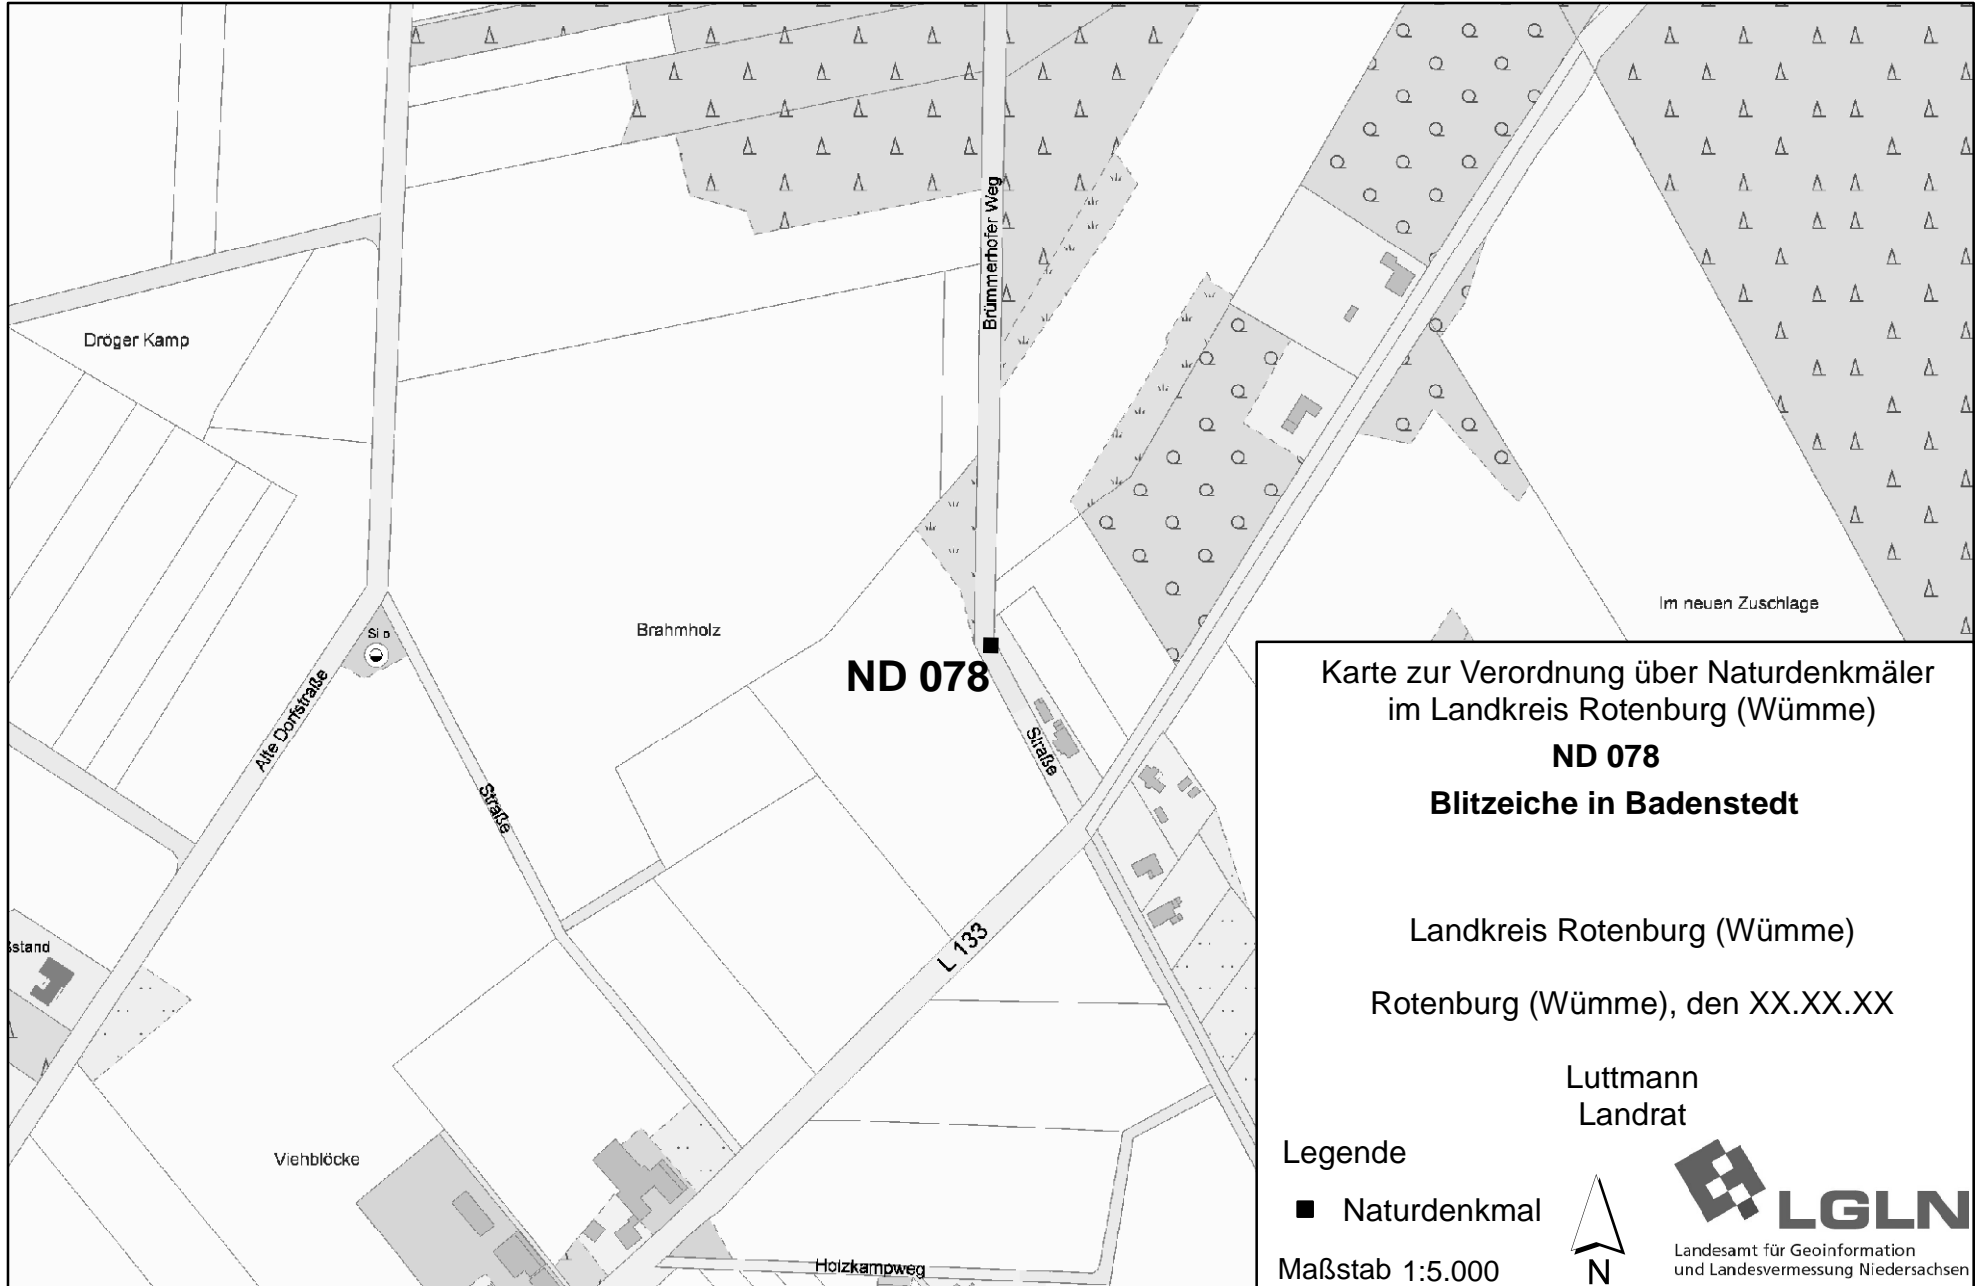 Brümmerhofer Weg
Dröger Kamp
Im neuen Zuschlage
Silo
Brahmholz
ND 078
Alte Dorfstraße
Straße
Straße
L 133
ßstand
Viehblöcke
Holzkampweg
Karte zur Verordnung über Naturdenkmäler
im Landkreis Rotenburg (Wümme)
ND 078
Blitzeiche in Badenstedt
Landkreis Rotenburg (Wümme)
Rotenburg (Wümme), den XX.XX.XX
Luttmann
Landrat
Legende
Naturdenkmal
Maßstab 1:5.000
N
LGLN
Landesamt für Geoinformation
und Landesvermessung Niedersachsen